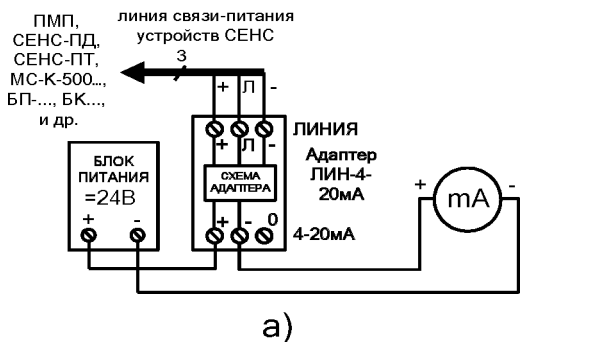 ПМП,
СЕНС-ПД,
СЕНС-ПТ,
МС-К-500...,
БП-..., БК...,
и др.
линия связи-питания
устройств СЕНС
3
+ Л -
ЛИНИЯ
+ Л -
Адаптер
ЛИН-4-
20мА
СХЕМА
АДАПТЕРА
БЛОК
ПИТАНИЯ
=24В
+ -
+ - 0
4-20мА
+ mA -
а)